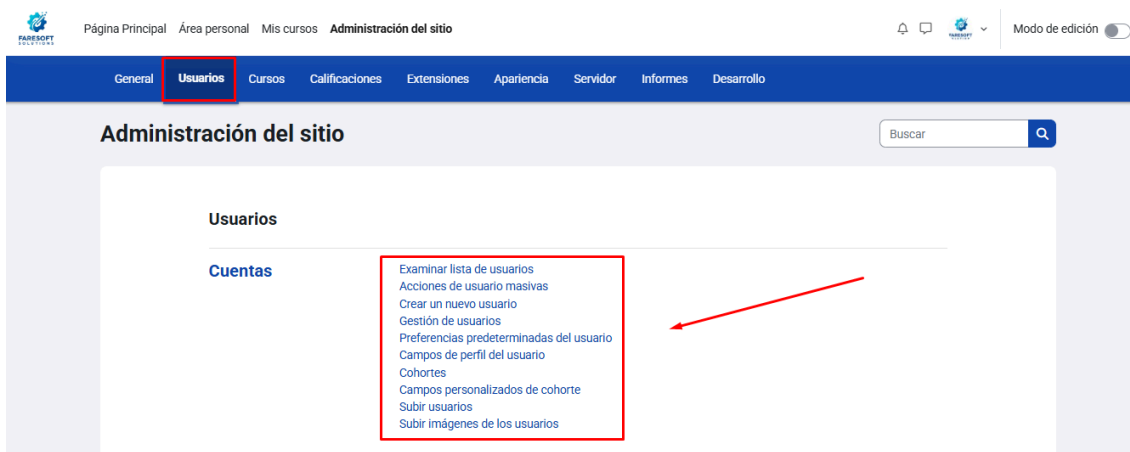 FARESOFT
SOLUTIONS
Página Principal Área personal Mis cursos Administración del sitio
Modo de edición
General Usuarios Cursos Calificaciones Extensiones Apariencia Servidor Informes Desarrollo
Administración del sitio
Buscar
Usuarios
Cuentas
Examinar lista de usuarios
Acciones de usuario masivas
Crear un nuevo usuario
Gestión de usuarios
Preferencias predeterminadas del usuario
Campos de perfil del usuario
Cohortes
Campos personalizados de cohorte
Subir usuarios
Subir imágenes de los usuarios